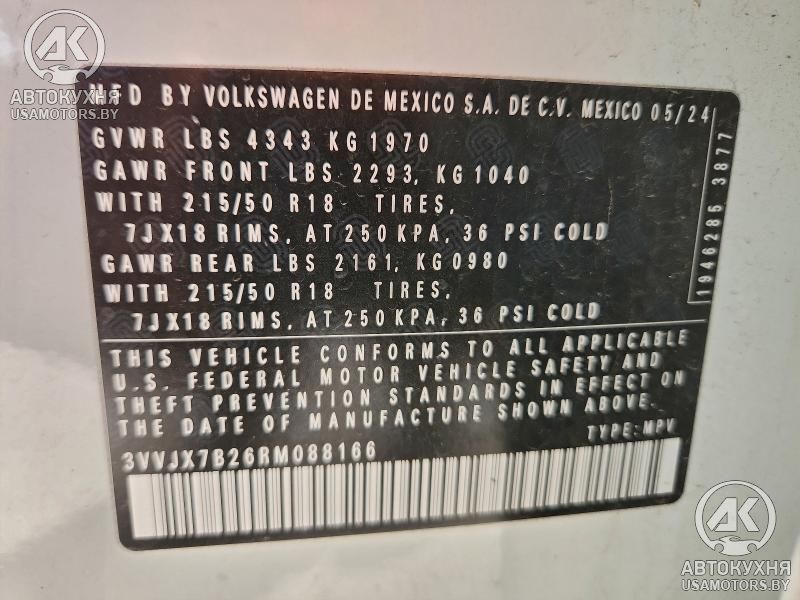 АК
АВТОКУХНЯ
USAMOTORS.BY
MFD BY VOLKSWAGEN DE MEXICO S.A. DE C.V. MEXICO 05/24
GVWR LBS 4343 KG 1970
GAWR FRONT LBS 2293, KG 1040
WITH 215/50 R18 TIRES,
7JX18 RIMS, AT 250 KPA, 36 PSI COLD
GAWR REAR LBS 2161, KG 0980
WITH 215/50 R18 TIRES,
7JX18 RIMS, AT 250 KPA, 36 PSI COLD
1946285 3877
THIS VEHICLE CONFORMS TO ALL APPLICABLE
U.S. FEDERAL MOTOR VEHICLE SAFETY AND
THEFT PREVENTION STANDARDS IN EFFECT ON
THE DATE OF MANUFACTURE SHOWN ABOVE.
TYPE: MPV
3VVJX7B26RM088166
АК
АВТОКУХНЯ
USAMOTORS.BY